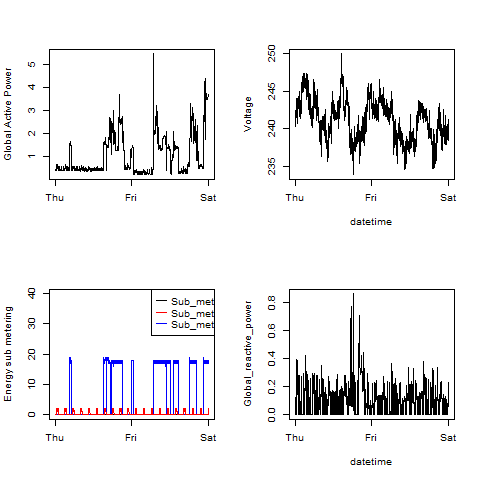 Global Active Power
5
4
3
2
1
Thu Fri Sat
Voltage
250
245
240
235
Thu Fri Sat
datetime
Energy sub metering
40
30
20
10
0
Sub_met
Sub_met
Sub_met
Thu Fri Sat
Global_reactive_power
0.8
0.6
0.4
0.2
0.0
Thu Fri Sat
datetime